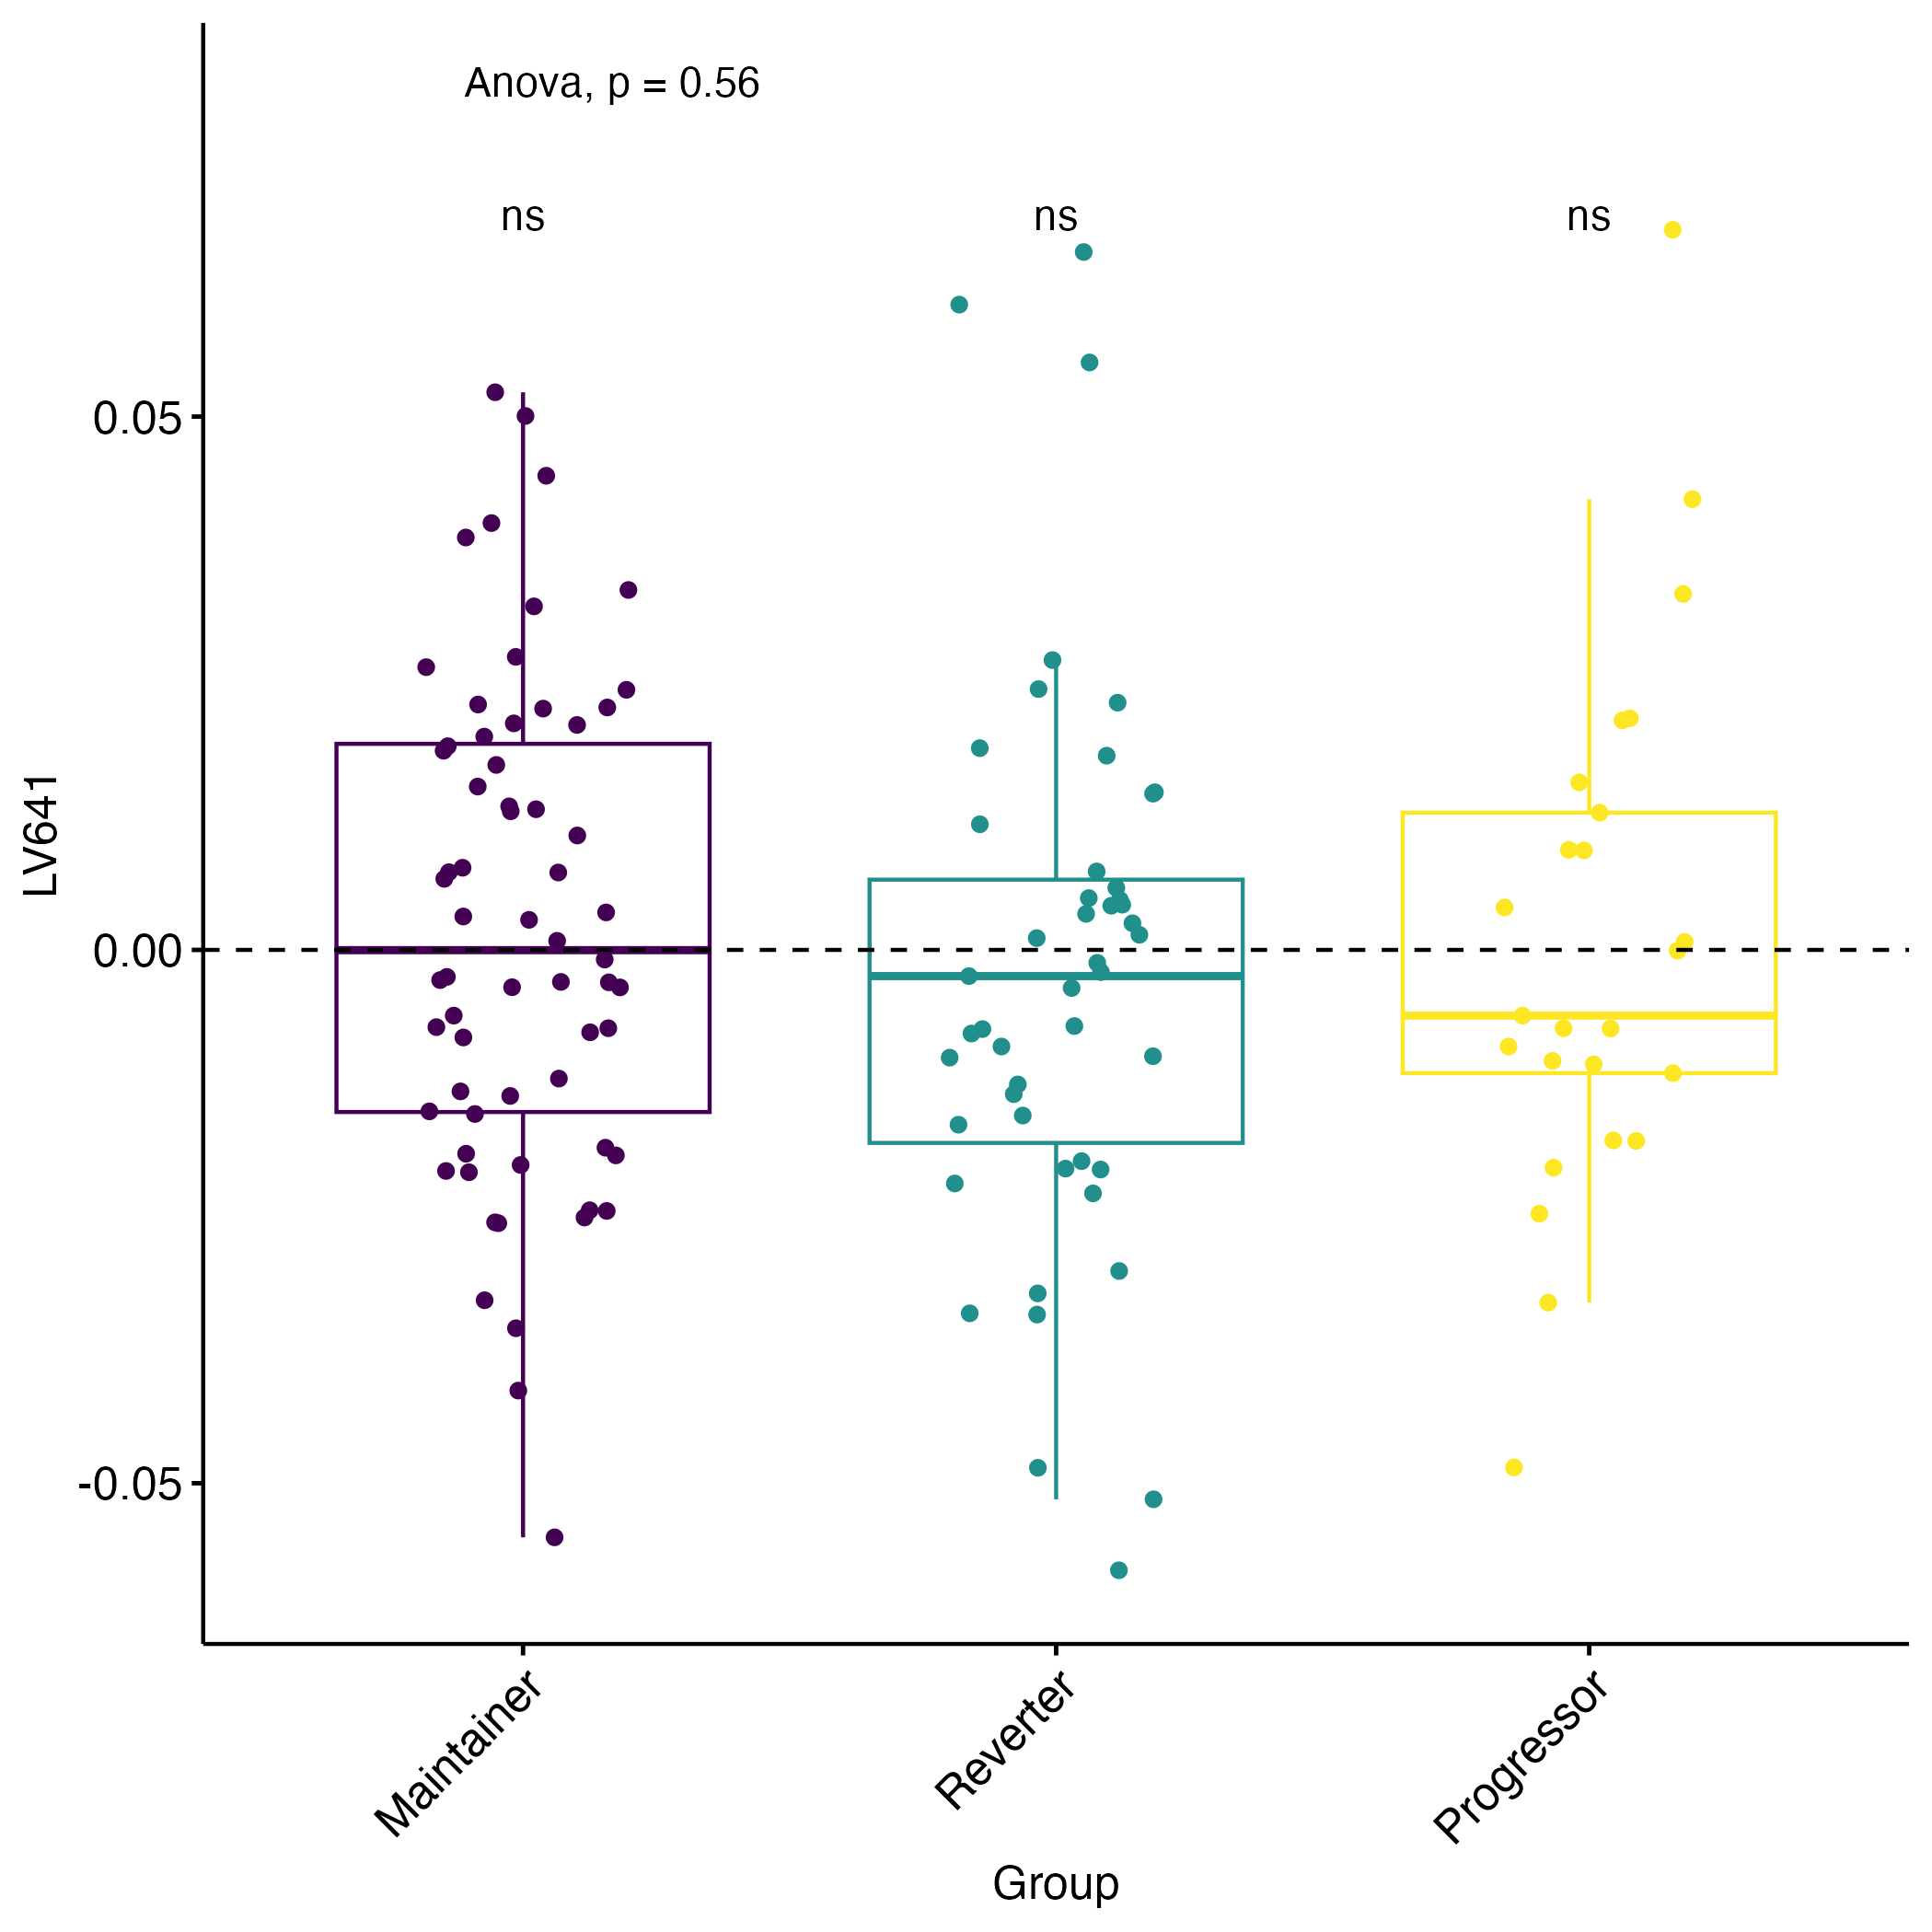 Anova, p = 0.56
ns ns ns
0.05
0.00
-0.05
LV641
Maintainer Reverter Progressor
Group